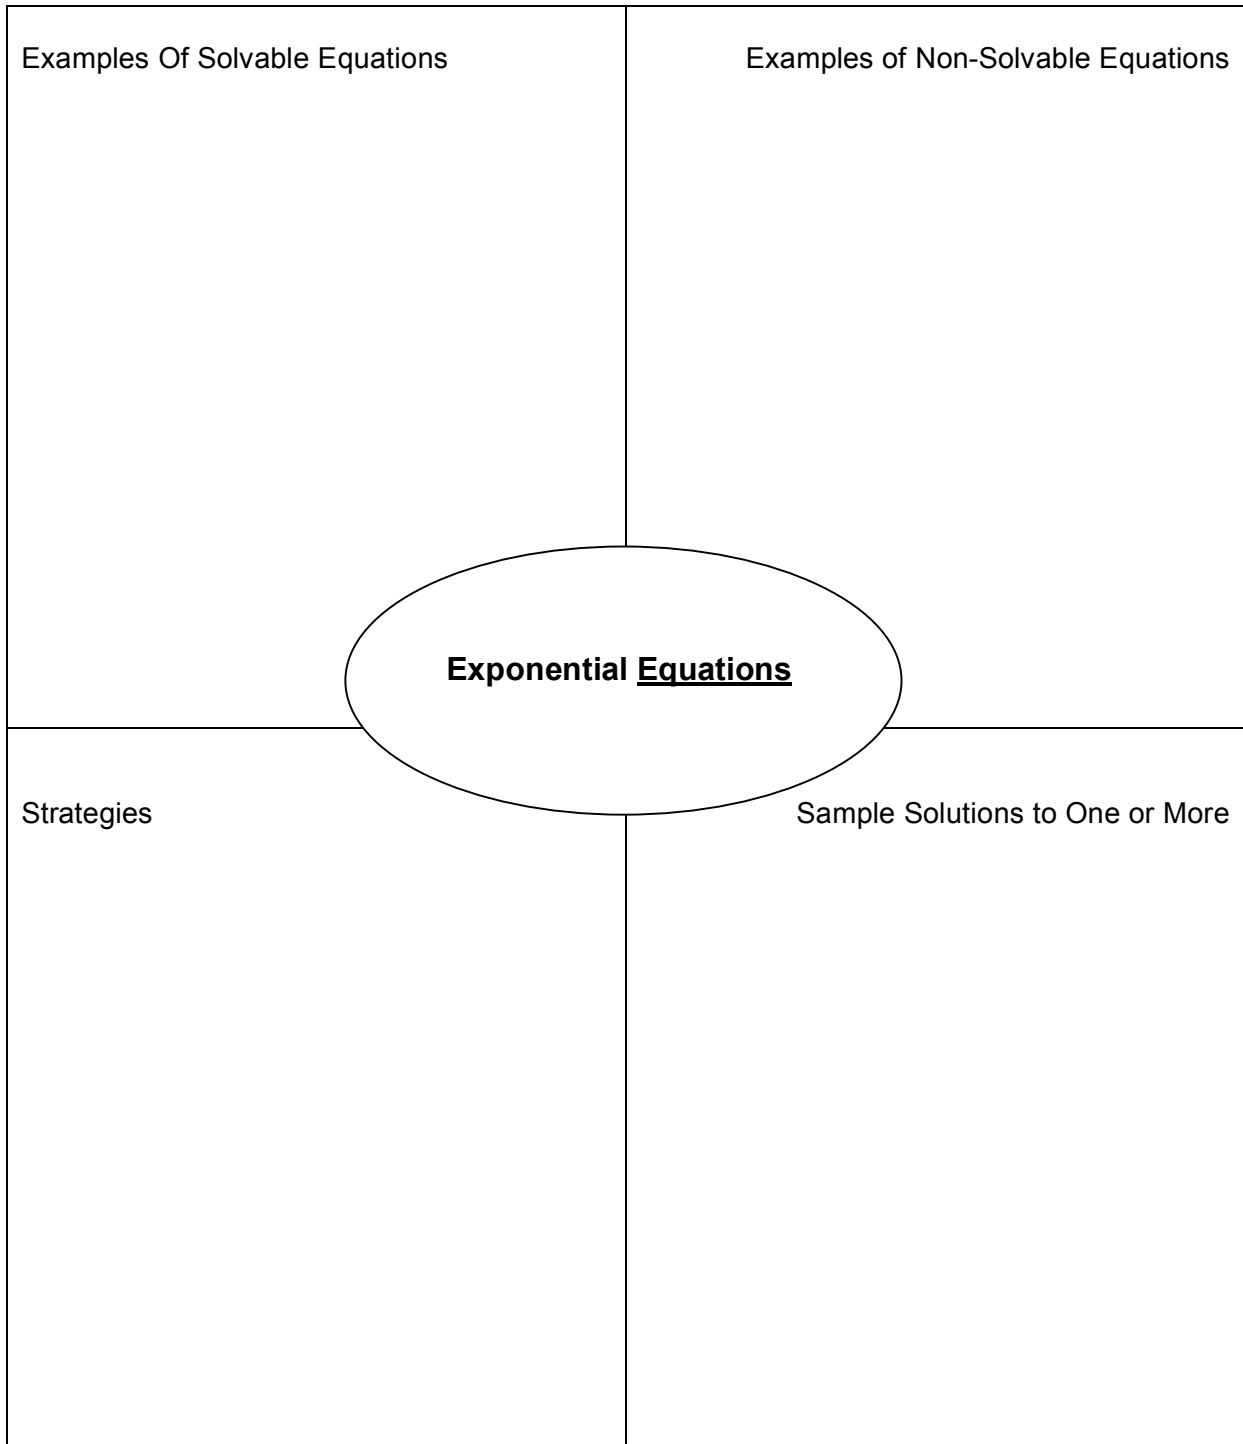 Examples Of Solvable Equations
Examples of Non-Solvable Equations
Exponential Equations
Strategies
Sample Solutions to One or More